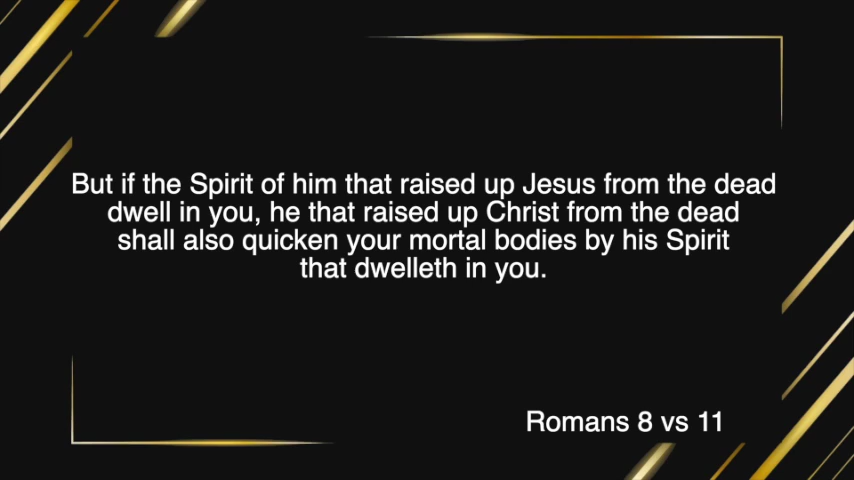 But if the Spirit of him that raised up Jesus from the dead
dwell in you, he that raised up Christ from the dead
shall also quicken your mortal bodies by his Spirit
that dwelleth in you.
Romans 8 vs 11